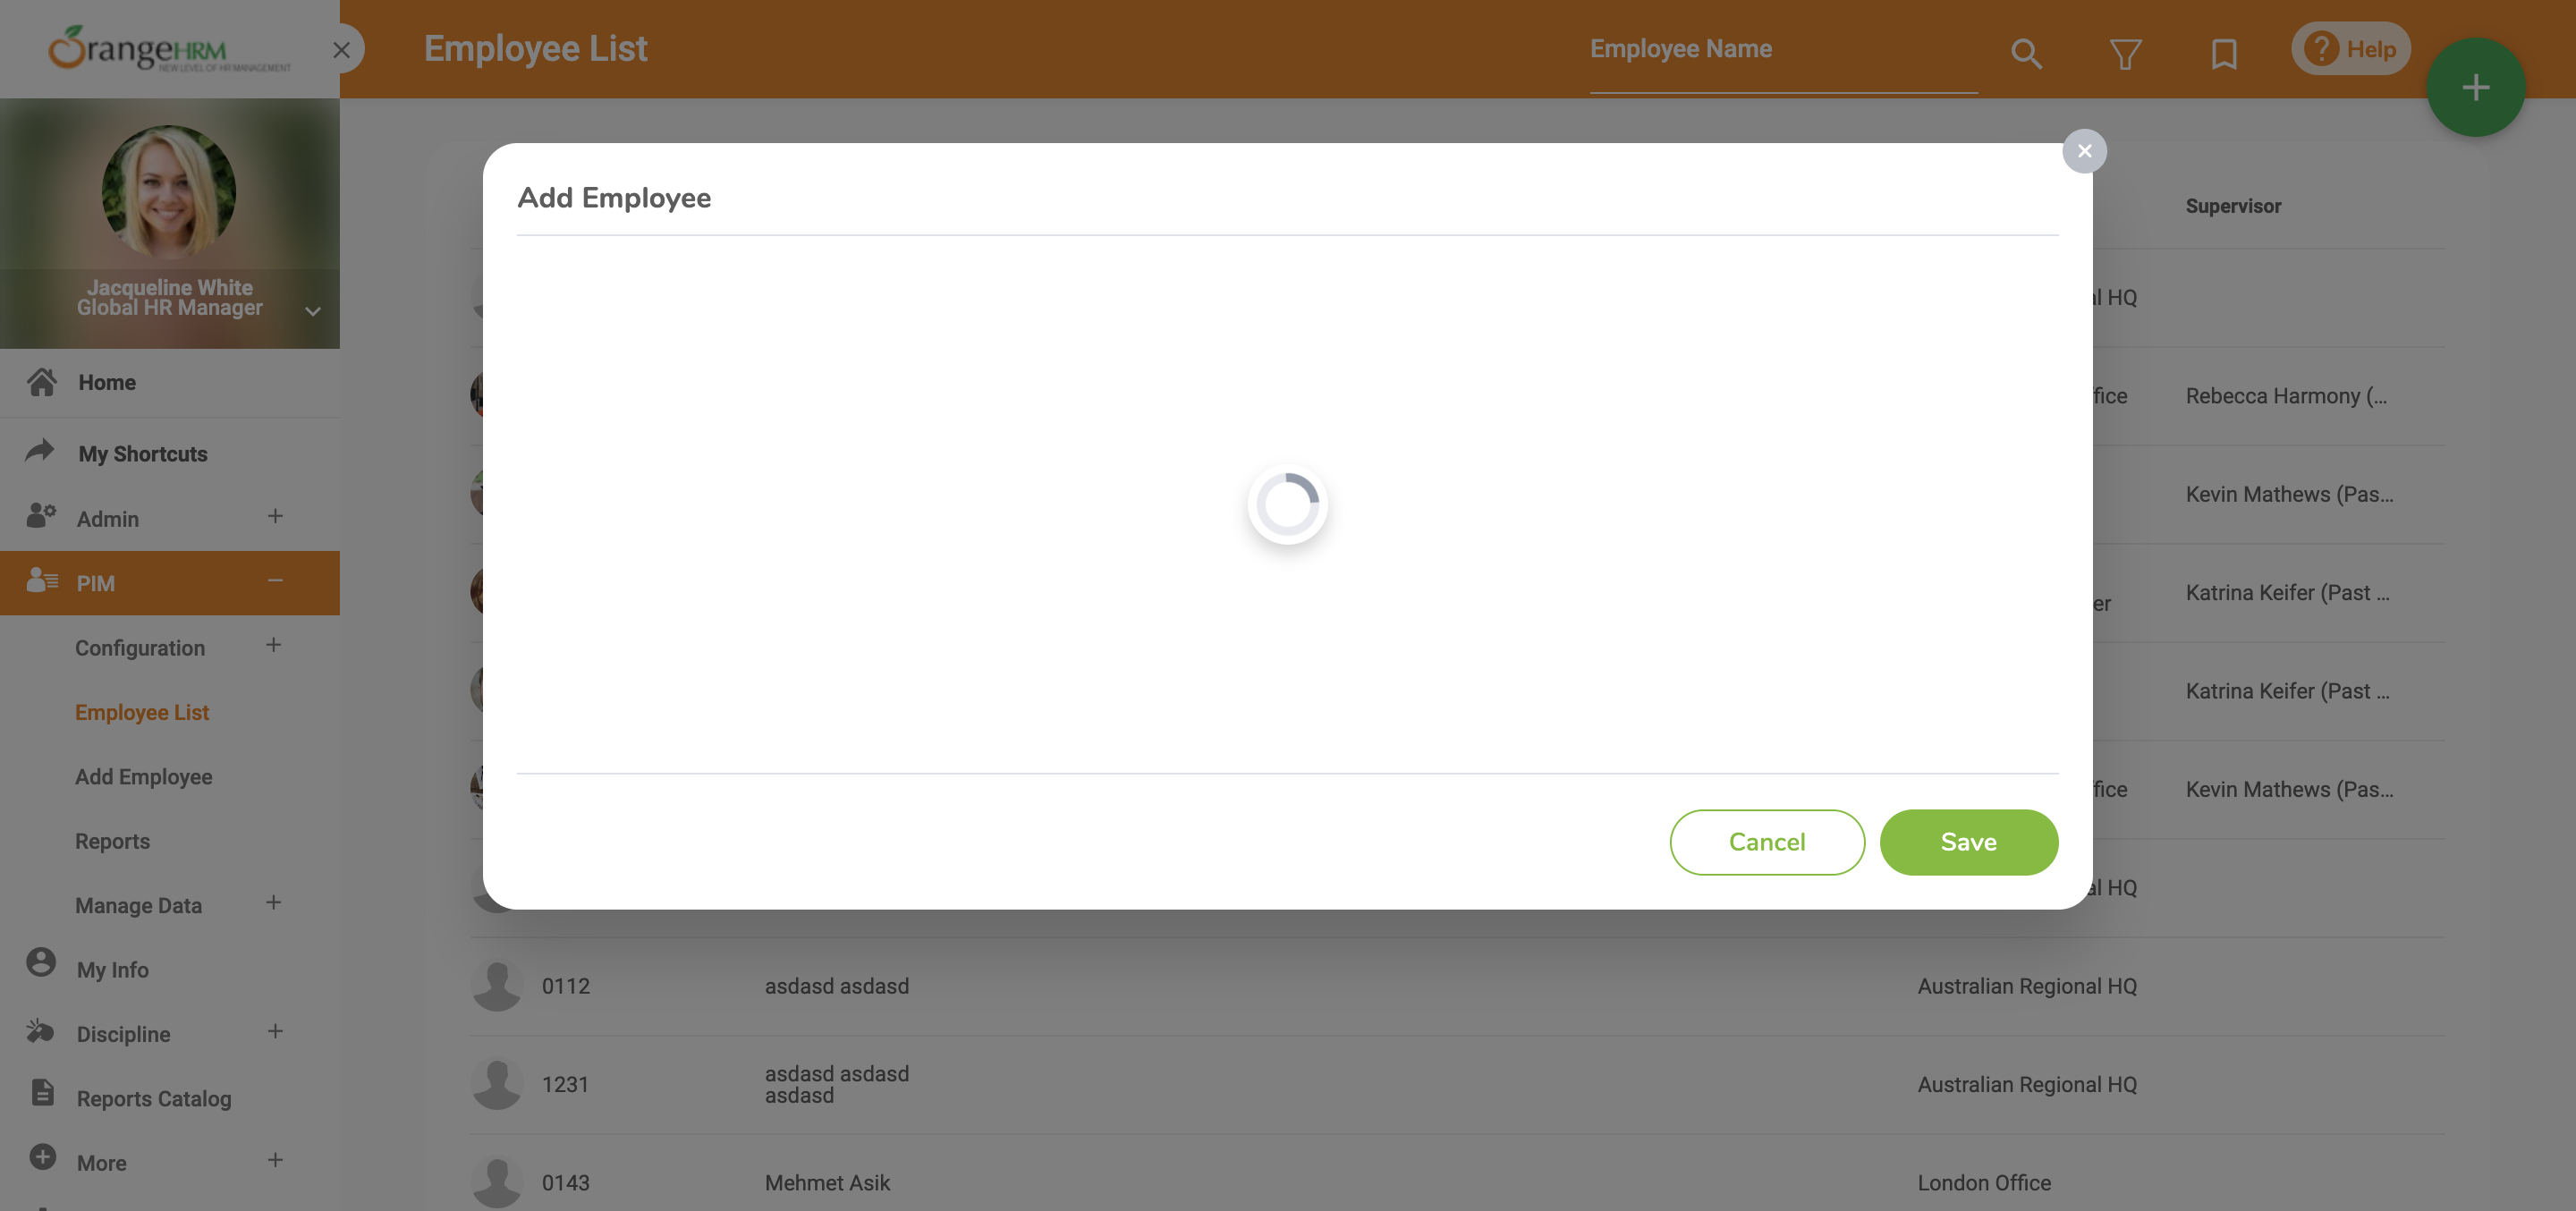 OrangeHRM
NEW LEVEL OF HR MANAGEMENT
Employee List
Employee Name
Help
Jacqueline White
Global HR Manager
Home
My Shortcuts
Admin
PIM
Configuration
Employee List
Add Employee
Reports
Manage Data
My Info
Discipline
Reports Catalog
More
Add Employee
Cancel
Save
Supervisor
al HQ
fice
Rebecca Harmony (...
Kevin Mathews (Pas...
er
Katrina Keifer (Past ...
Katrina Keifer (Past ...
fice
Kevin Mathews (Pas...
al HQ
0112
asdasd asdasd
Australian Regional HQ
1231
asdasd asdasd
asdasd
Australian Regional HQ
0143
Mehmet Asik
London Office